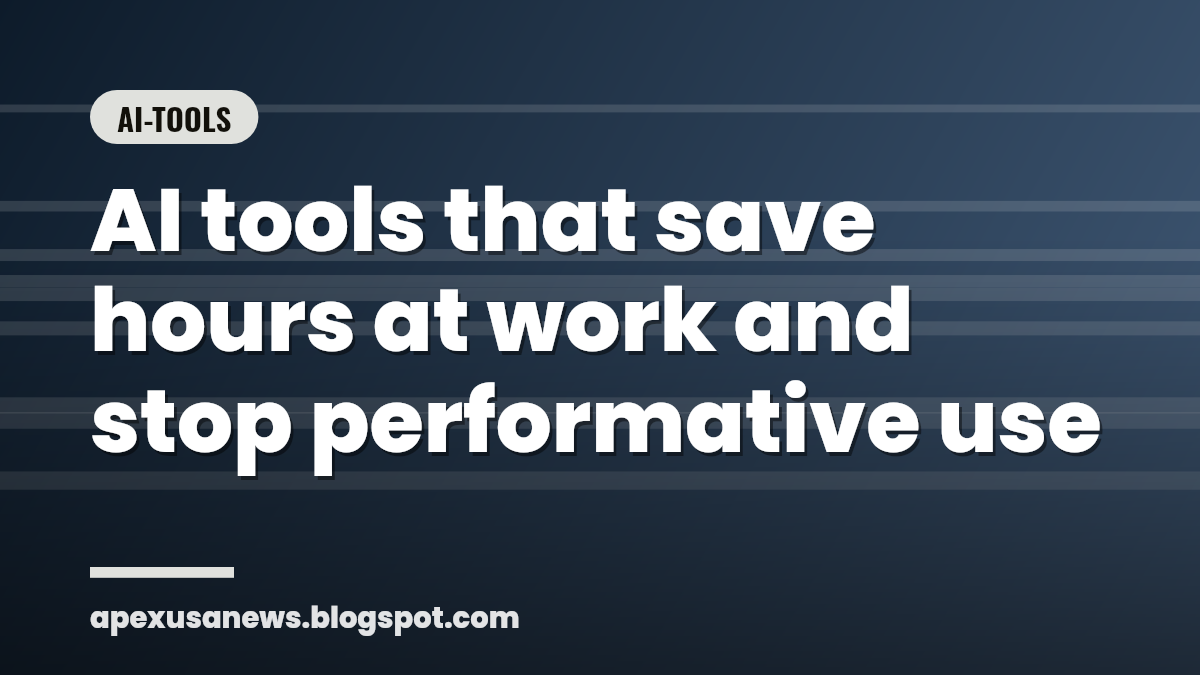 AI-TOOLS
AI tools that save
hours at work and
stop performative use
apexusanews.blogspot.com